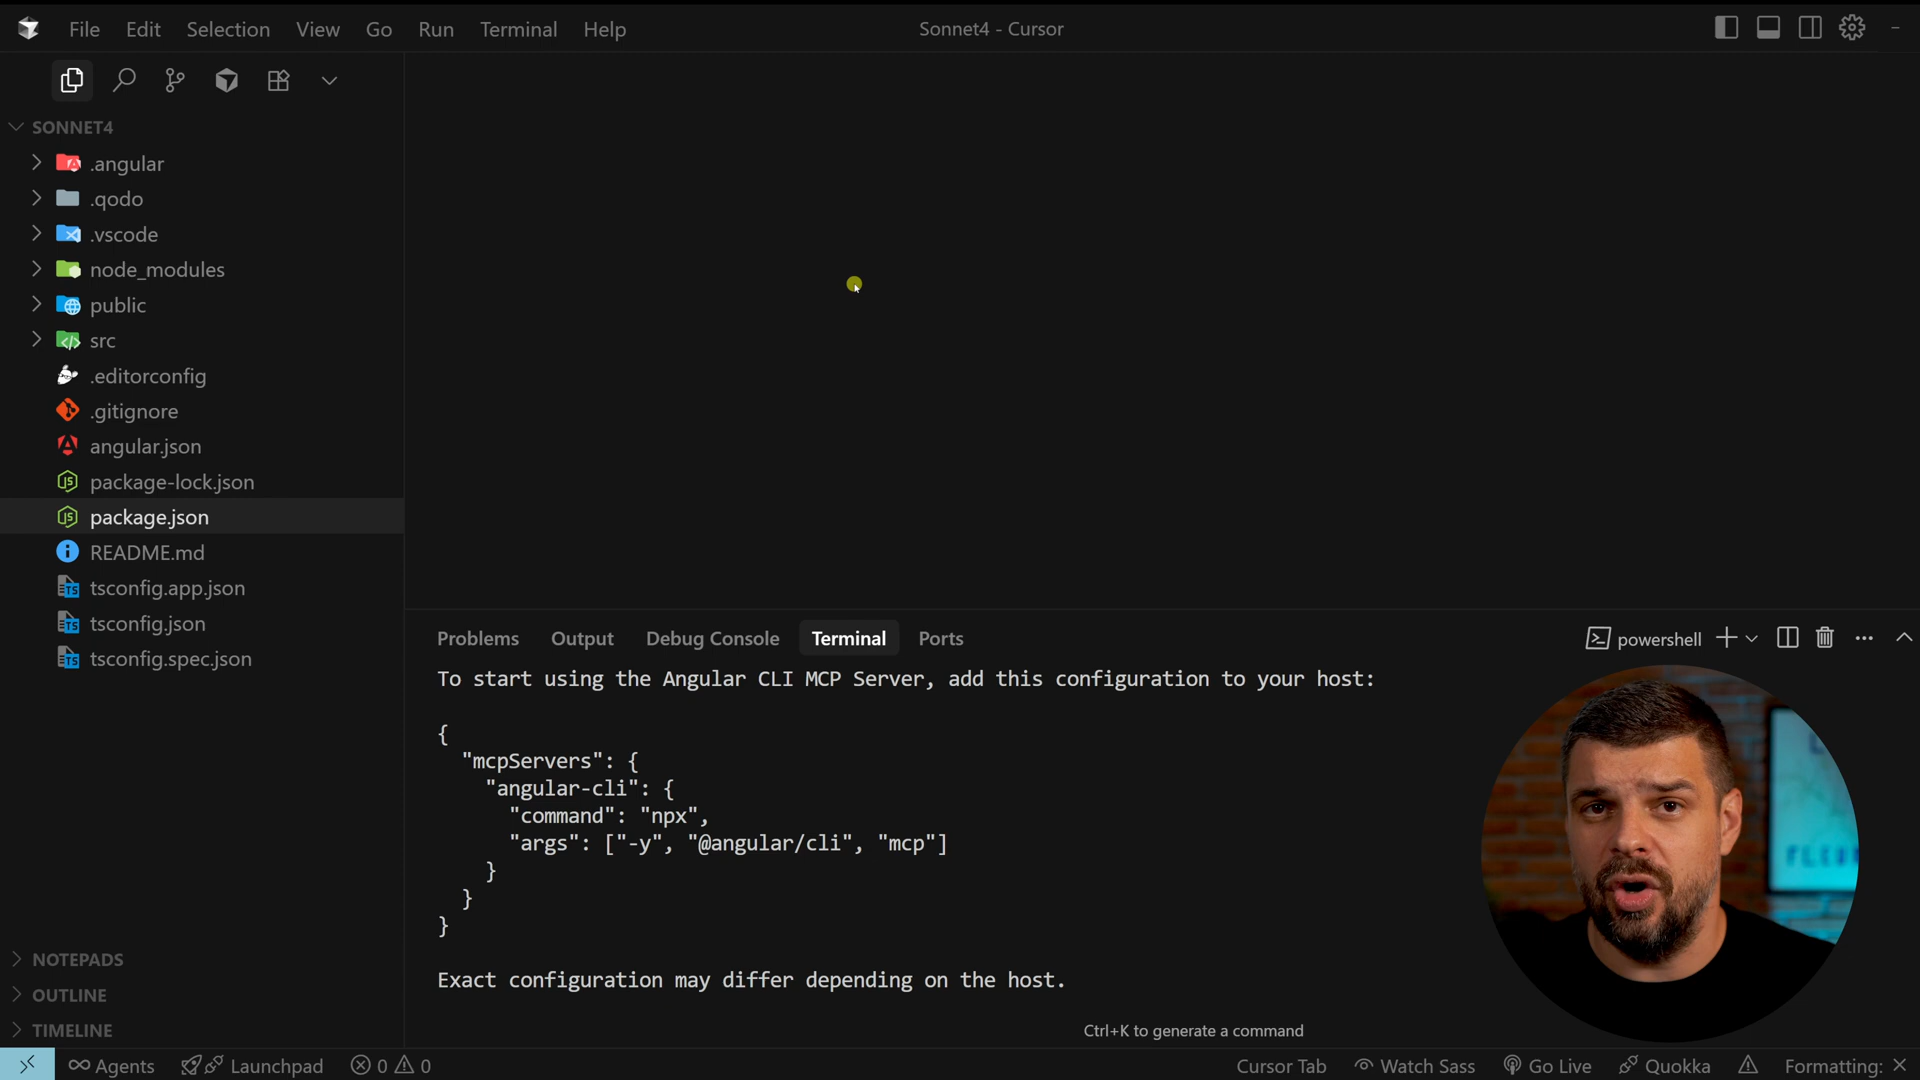 File Edit Selection View Go Run Terminal Help
Sonnet4 - Cursor
SONNET4
.angular
.qodo
.vscode
node_modules
public
src
.editorconfig
.gitignore
angular.json
package-lock.json
package.json
README.md
tsconfig.app.json
tsconfig.json
tsconfig.spec.json
NOTEPADS
OUTLINE
TIMELINE
Problems Output Debug Console Terminal Ports
powershell
To start using the Angular CLI MCP Server, add this configuration to your host:
{
"mcpServers": {
"angular-cli": {
"command": "npx",
"args": ["-y", "@angular/cli", "mcp"]
}
}
}
Exact configuration may differ depending on the host.
Ctrl+K to generate a command
Agents Launchpad 0 0
Cursor Tab Watch Sass Go Live Quokka Formatting: